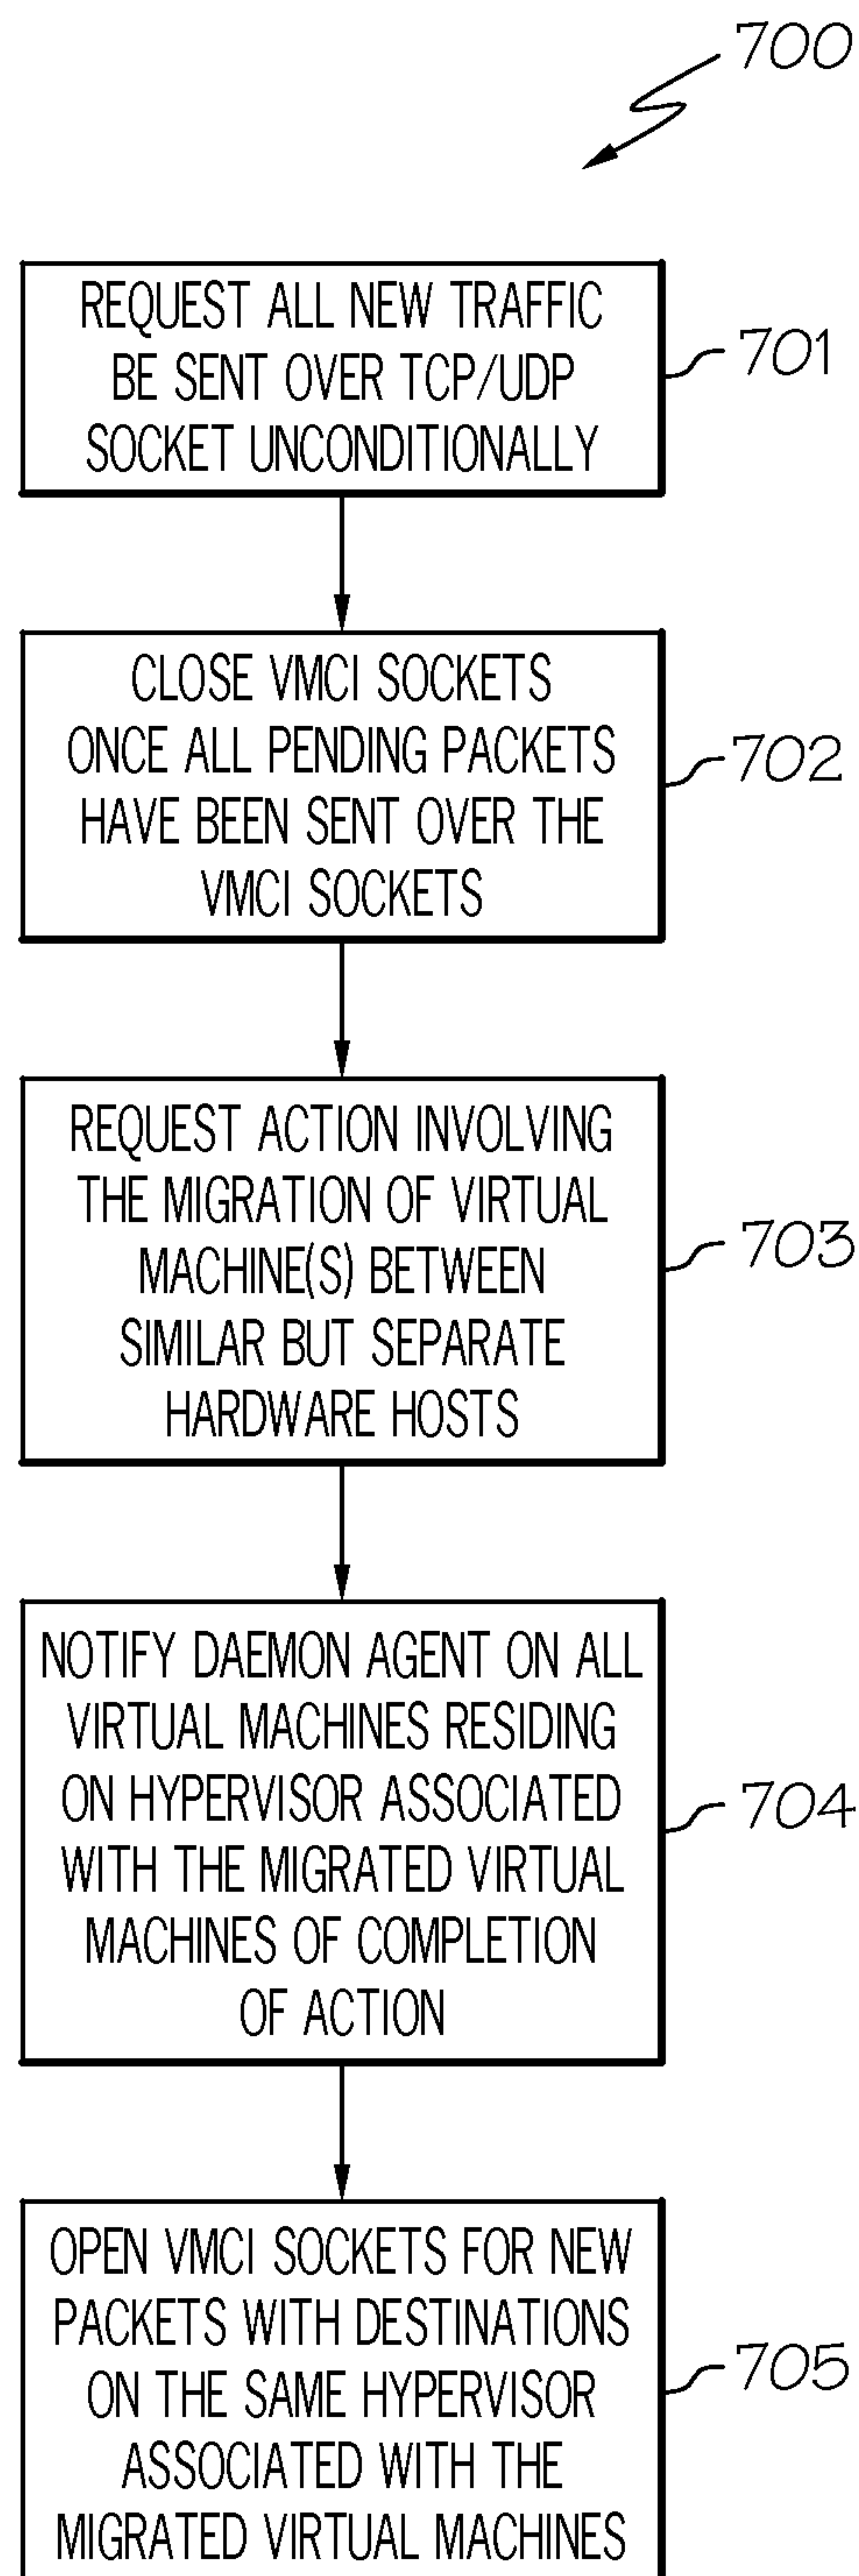 700
REQUEST ALL NEW TRAFFIC
BE SENT OVER TCP/UDP
SOCKET UNCONDITIONALLY
701
CLOSE VMCI SOCKETS
ONCE ALL PENDING PACKETS
HAVE BEEN SENT OVER THE
VMCI SOCKETS
702
REQUEST ACTION INVOLVING
THE MIGRATION OF VIRTUAL
MACHINE(S) BETWEEN
SIMILAR BUT SEPARATE
HARDWARE HOSTS
703
NOTIFY DAEMON AGENT ON ALL
VIRTUAL MACHINES RESIDING
ON HYPERVISOR ASSOCIATED
WITH THE MIGRATED VIRTUAL
MACHINES OF COMPLETION
OF ACTION
704
OPEN VMCI SOCKETS FOR NEW
PACKETS WITH DESTINATIONS
ON THE SAME HYPERVISOR
ASSOCIATED WITH THE
MIGRATED VIRTUAL MACHINES
705